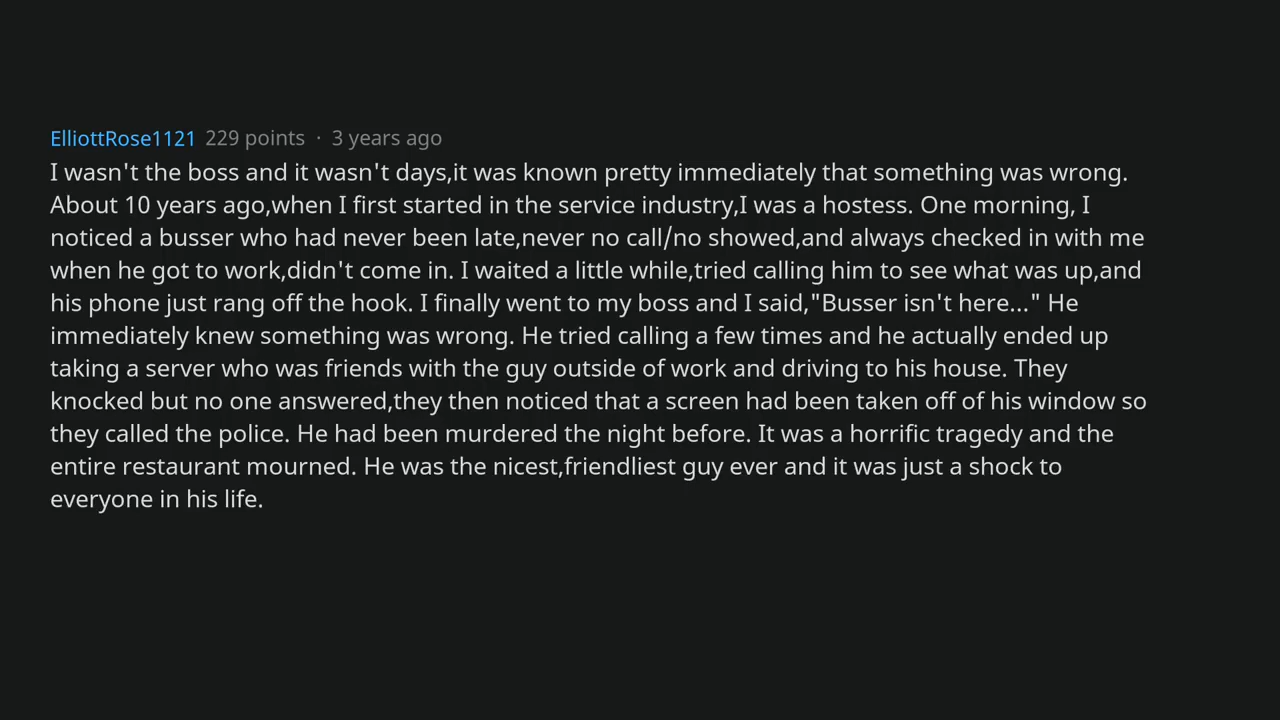 ElliottRose1121 229 points · 3 years ago
I wasn't the boss and it wasn't days,it was known pretty immediately that something was wrong.
About 10 years ago,when I first started in the service industry,I was a hostess. One morning, I
noticed a busser who had never been late,never no call/no showed,and always checked in with me
when he got to work,didn't come in. I waited a little while,tried calling him to see what was up,and
his phone just rang off the hook. I finally went to my boss and I said,"Busser isn't here..." He
immediately knew something was wrong. He tried calling a few times and he actually ended up
taking a server who was friends with the guy outside of work and driving to his house. They
knocked but no one answered,they then noticed that a screen had been taken off of his window so
they called the police. He had been murdered the night before. It was a horrific tragedy and the
entire restaurant mourned. He was the nicest,friendliest guy ever and it was just a shock to
everyone in his life.